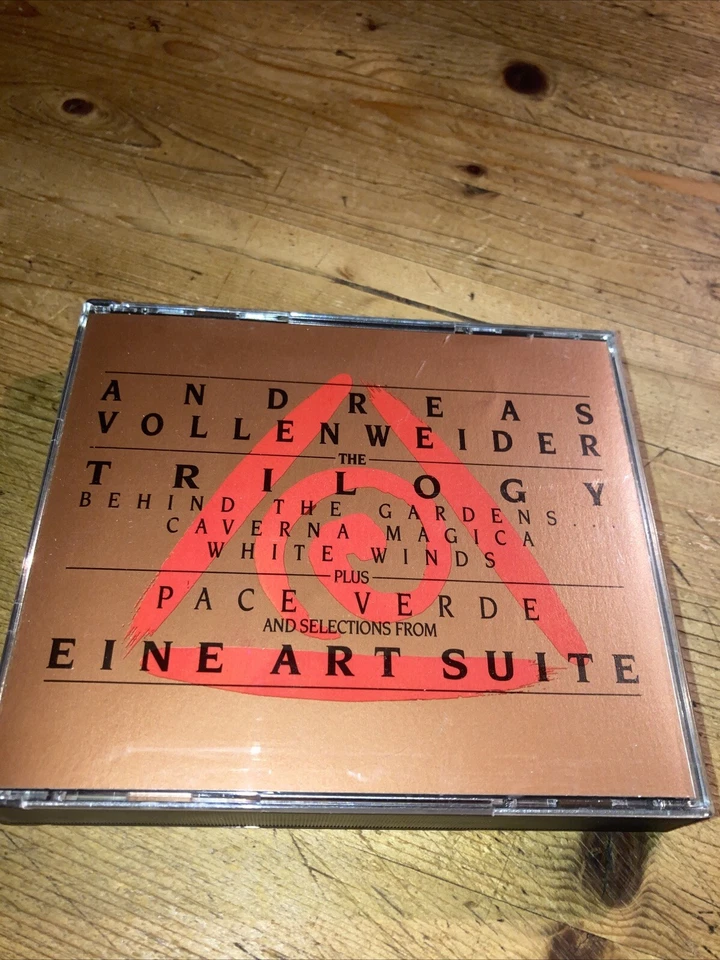 ANDREAS
VOLLENWEIDER
THE
TRILOGY
BEHIND THE GARDENS...
CAVERNA MAGICA
WHITE WINDS
PLUS
PACE VERDE
AND SELECTIONS FROM
EINE ART SUITE